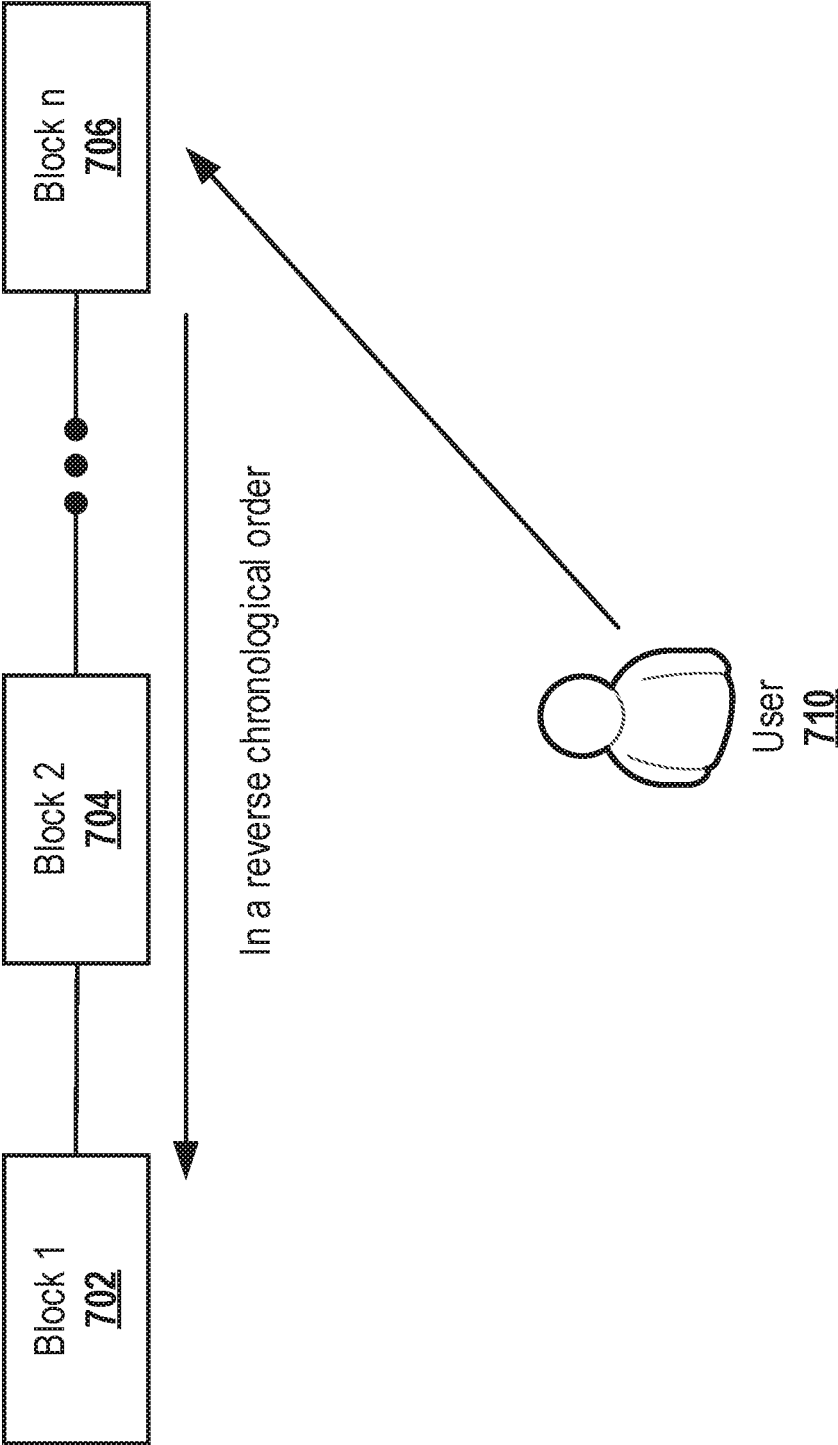 Block 1
702
Block 2
704
Block n
706
In a reverse chronological order
User
710